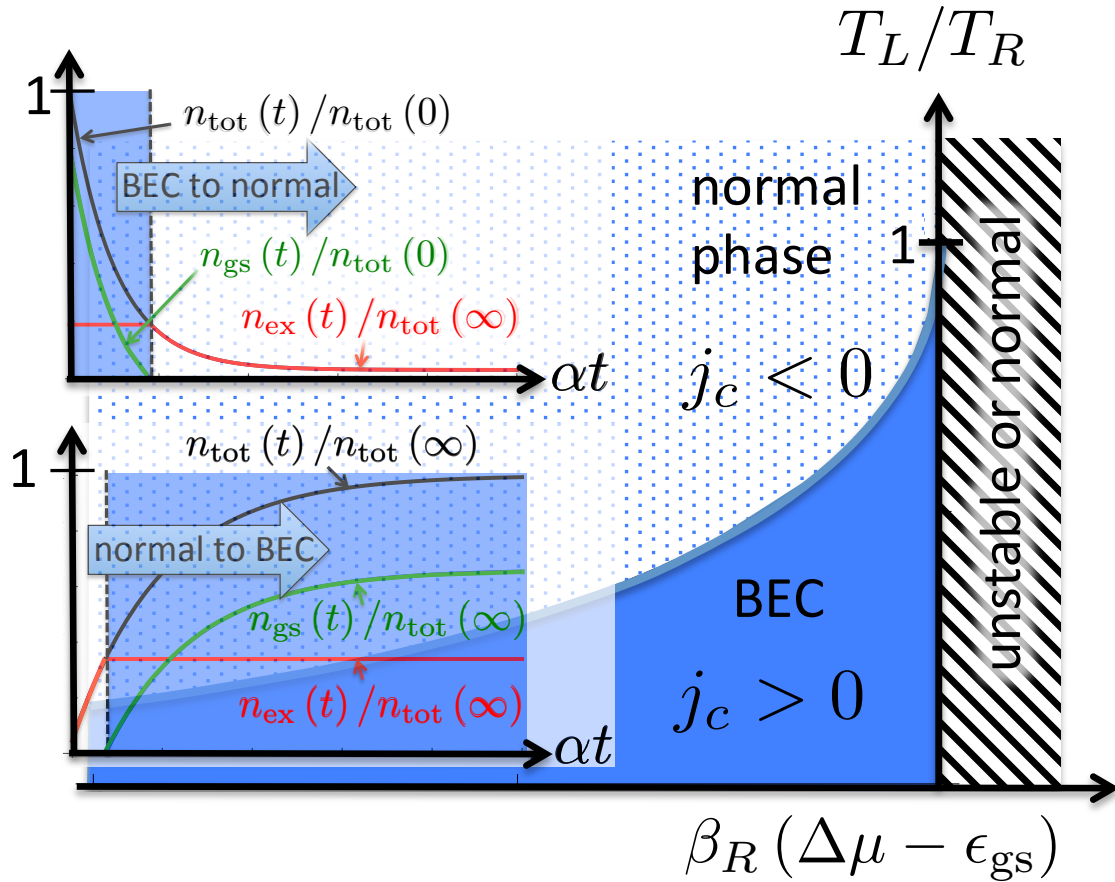 T_L/T_R
1
n_tot (t) /n_tot (0)
BEC to normal
n_gs (t) /n_tot (0)
n_ex (t) /n_tot (∞)
αt
normal
phase
1
j_c < 0
unstable or normal
n_tot (t) /n_tot (∞)
1
normal to BEC
n_gs (t) /n_tot (∞)
n_ex (t) /n_tot (∞)
αt
BEC
j_c > 0
β_R (Δμ − ϵ_gs)